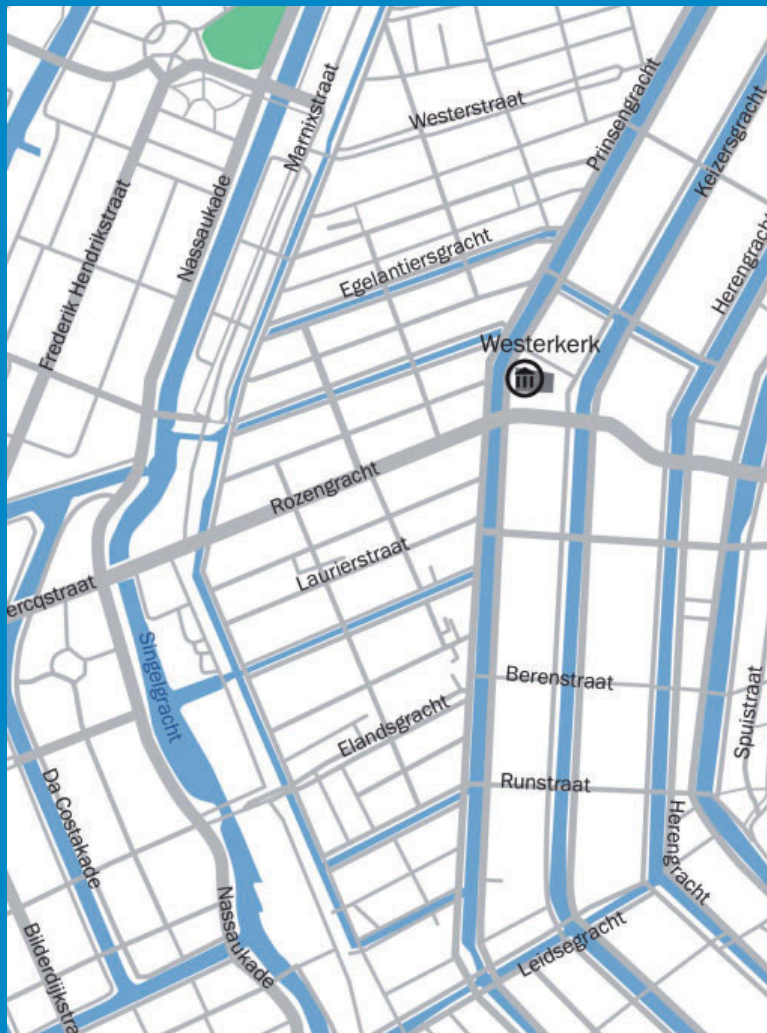 Westerstraat
Marnixstraat
Prinsengracht
Keizersgracht
Frederik Hendrikstraat
Nassaukade
Egelantiersgracht
Herengracht
Westerkerk
Rozengracht
Laurierstraat
ercqstraat
Singelgracht
Berenstraat
Spuistraat
Elandsgracht
Runstraat
Da Costakade
Herengracht
Nassaukade
Leidsegracht
Bilderdijkstra